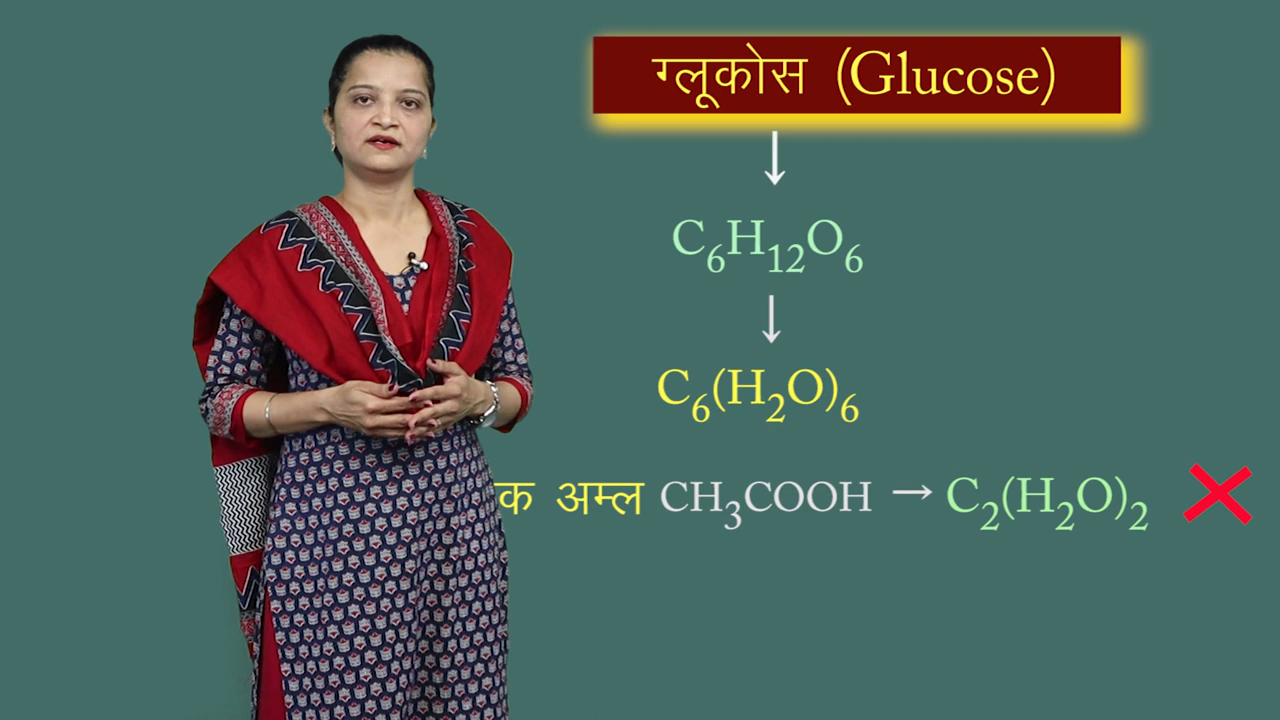 ग्लूकोस (Glucose)
↓
C₆H₁₂O₆
↓
C₆(H₂O)₆
क अम्ल CH₃COOH → C₂(H₂O)₂ ❌